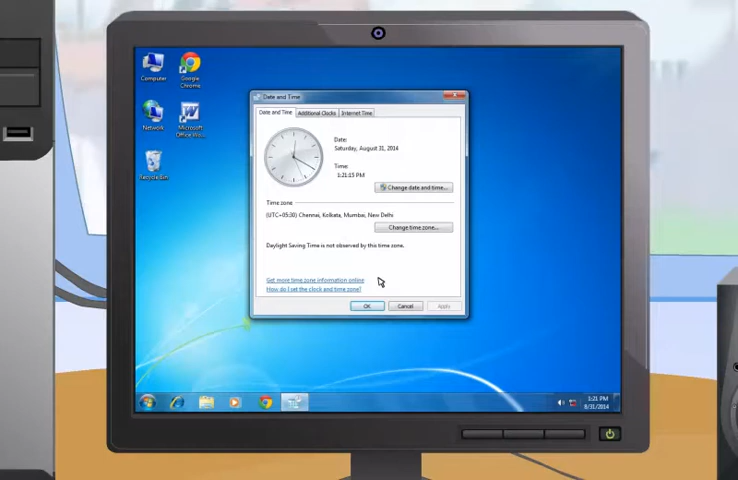 Computer
Google Chrome
Network
Microsoft Office Wo...
Recycle Bin
Date and Time
Date and Time
Additional Clocks
Internet Time
Date:
Saturday, August 31, 2014
Time:
1:21:15 PM
Change date and time...
Time zone
(UTC+05:30) Chennai, Kolkata, Mumbai, New Delhi
Change time zone...
Daylight Saving Time is not observed by this time zone.
Get more time zone information online
How do I set the clock and time zone?
OK
Cancel
Apply
1:21 PM
8/31/2014